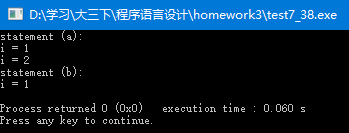 D:\学习\大三下\程序语言设计\homework3\test7_38.exe
statement (a):
i = 1
i = 2
statement (b):
i = 1
Process returned 0 (0x0)   execution time : 0.060 s
Press any key to continue.